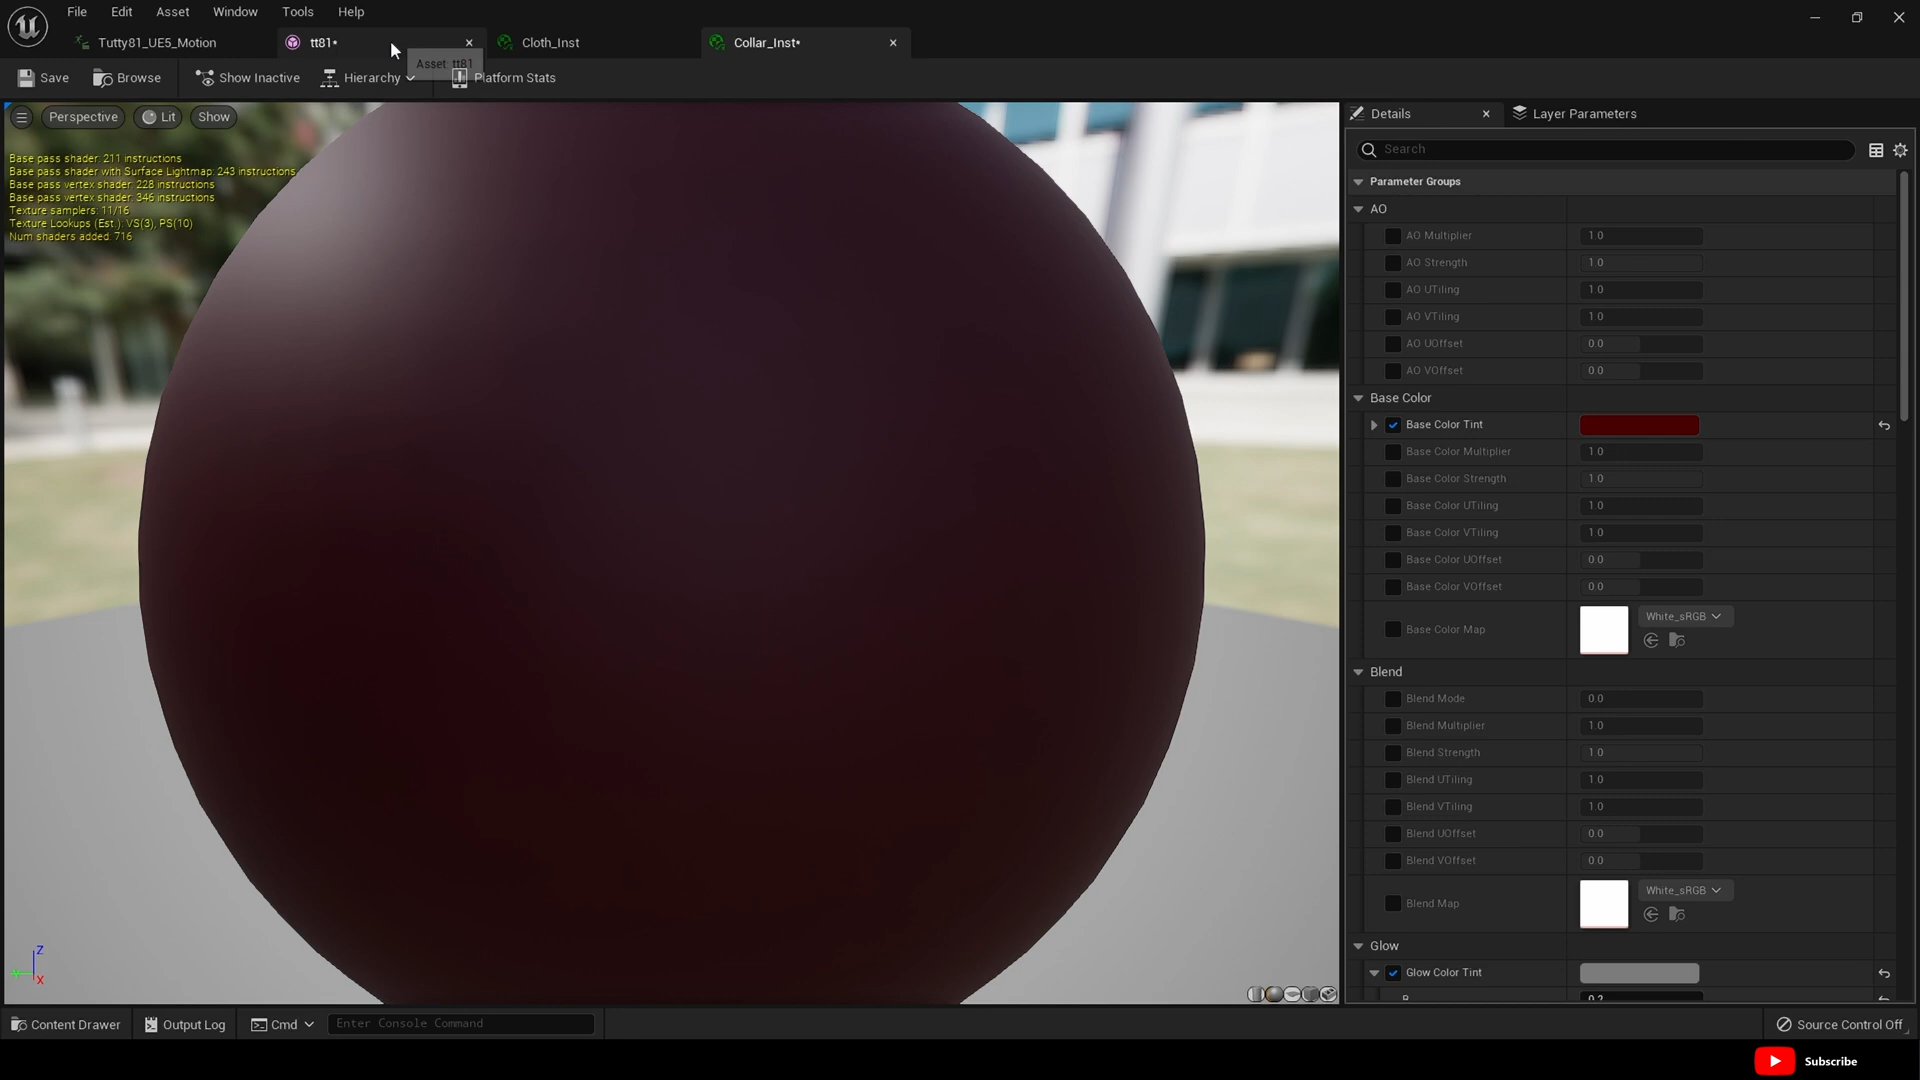 File Edit Asset Window Tools Help
Tutty81_UE5_Motion tt81* Cloth_Inst Collar_Inst*
Asset: tt81
Save Browse Show Inactive Hierarchy Platform Stats
Perspective Lit Show
Base pass shader: 211 instructions
Base pass shader with Surface Lightmap: 243 instructions
Base pass vertex shader: 228 instructions
Base pass vertex shader: 346 instructions
Texture samplers: 11/16
Texture Lookups (Est.): VS(3), PS(10)
Num shaders added: 716
Z
X
Details Layer Parameters
Search
Parameter Groups
AO
AO Multiplier 1.0
AO Strength 1.0
AO UTiling 1.0
AO VTiling 1.0
AO UOffset 0.0
AO VOffset 0.0
Base Color
Base Color Tint
Base Color Multiplier 1.0
Base Color Strength 1.0
Base Color UTiling 1.0
Base Color VTiling 1.0
Base Color UOffset 0.0
Base Color VOffset 0.0
Base Color Map White_sRGB
Blend
Blend Mode 0.0
Blend Multiplier 1.0
Blend Strength 1.0
Blend UTiling 1.0
Blend VTiling 1.0
Blend UOffset 0.0
Blend VOffset 0.0
Blend Map White_sRGB
Glow
Glow Color Tint
Content Drawer Output Log Cmd Enter Console Command Source Control Off
Subscribe